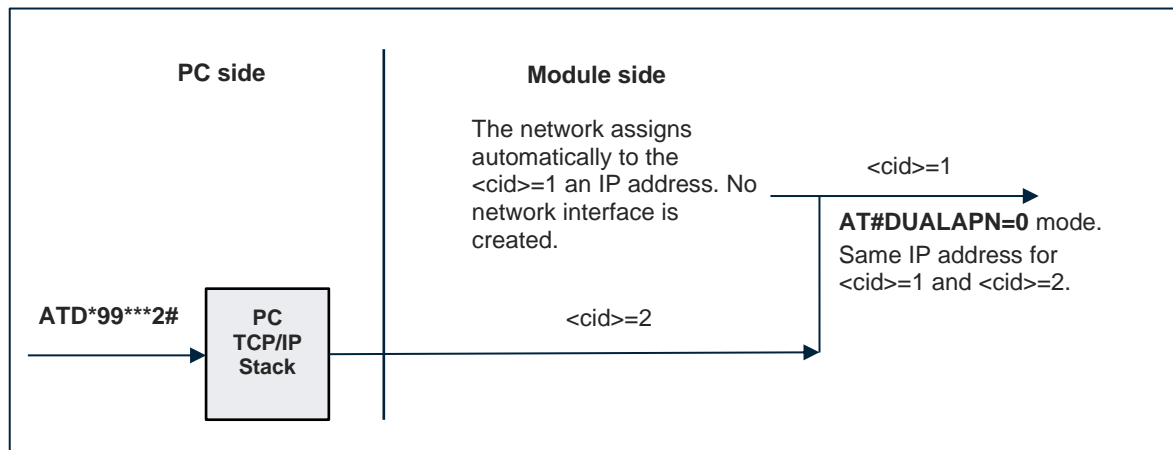 PC side
Module side
The network assigns
automatically to the
<cid>=1 an IP address. No
network interface is
created.
<cid>=1
AT#DUALAPN=0 mode.
Same IP address for
<cid>=1 and <cid>=2.
ATD*99***2#
PC
TCP/IP
Stack
<cid>=2